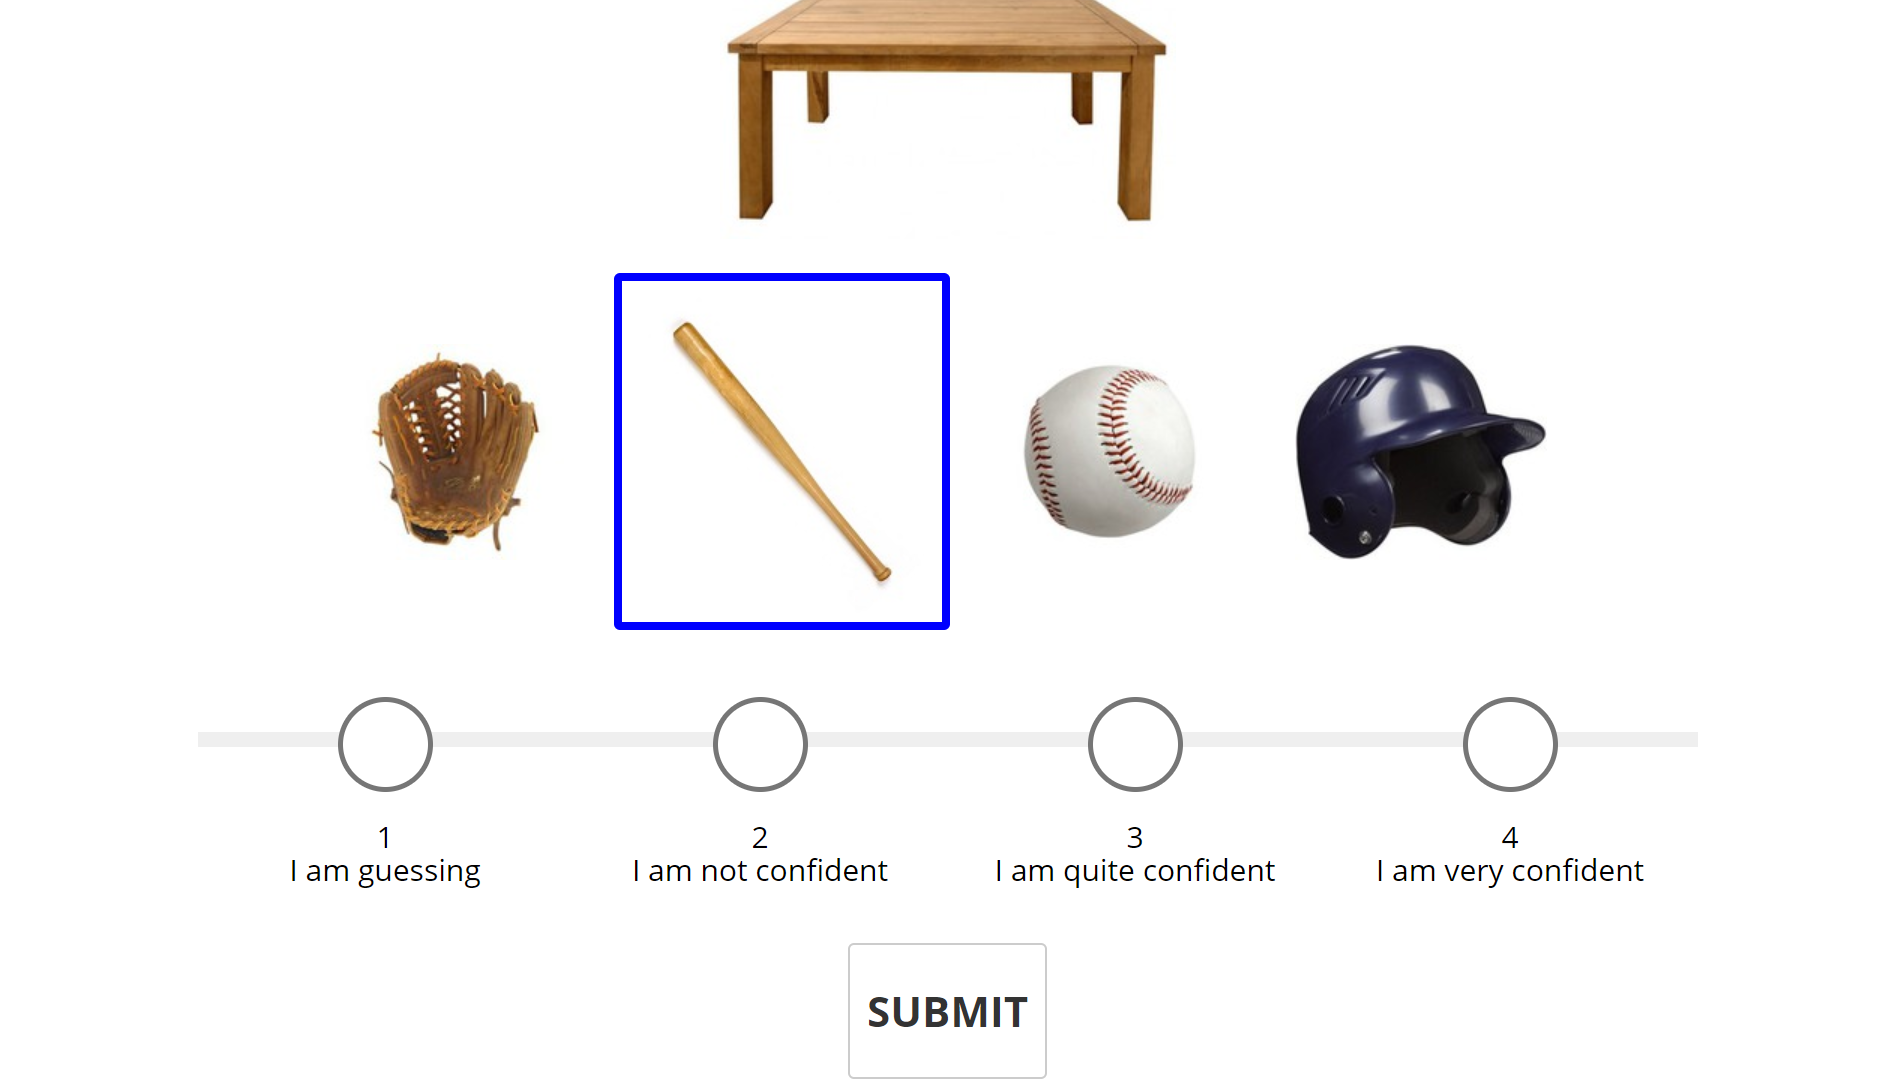 1
I am guessing
2
I am not confident
3
I am quite confident
4
I am very confident
SUBMIT